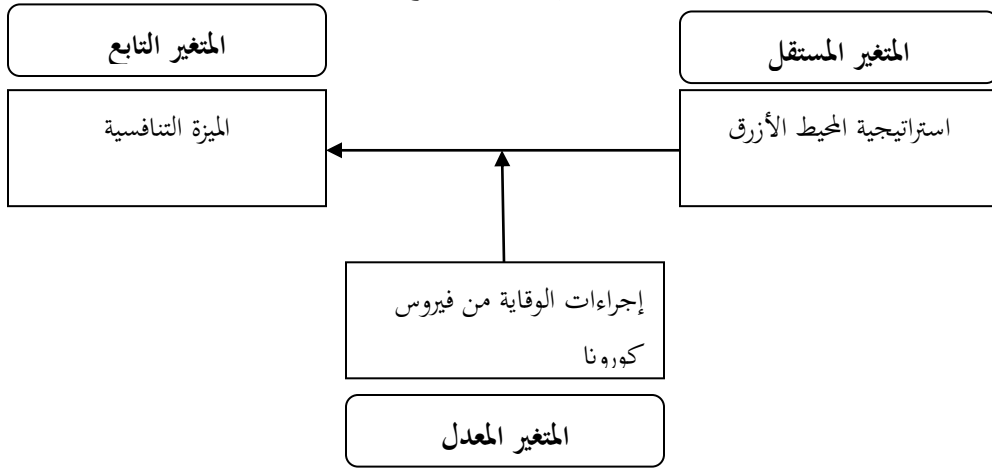 المتغير المستقل
المتغير التابع
استراتيجية المحيط الأزرق
الميزة التنافسية
إجراءات الوقاية من فيروس
كورونا
المتغير المعدل